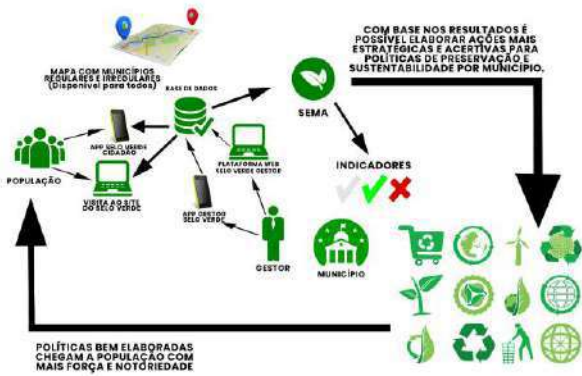 MAPA COM MUNICÍPIOS
REGULARES E IRREGULARES
(Disponível para todos)
COM BASE NOS RESULTADOS É
POSSÍVEL ELABORAR AÇÕES MAIS
ESTRATÉGICAS E ACERTIVAS PARA
POLÍTICAS DE PRESERVAÇÃO E
SUSTENTABILIDADE POR MUNICÍPIO.
BASE DE DADOS
SEMA
APP SELO VERDE
CIDADÃO
PLATAFORMA WEB
SELO VERDE GESTOR
INDICADORES
POPULAÇÃO
VISITA AO SITE
DO SELO VERDE
APP GESTOR
SELO VERDE
GESTOR
MUNICÍPIO
POLÍTICAS BEM ELABORADAS
CHEGAM A POPULAÇÃO COM
MAIS FORÇA E NOTORIEDADE